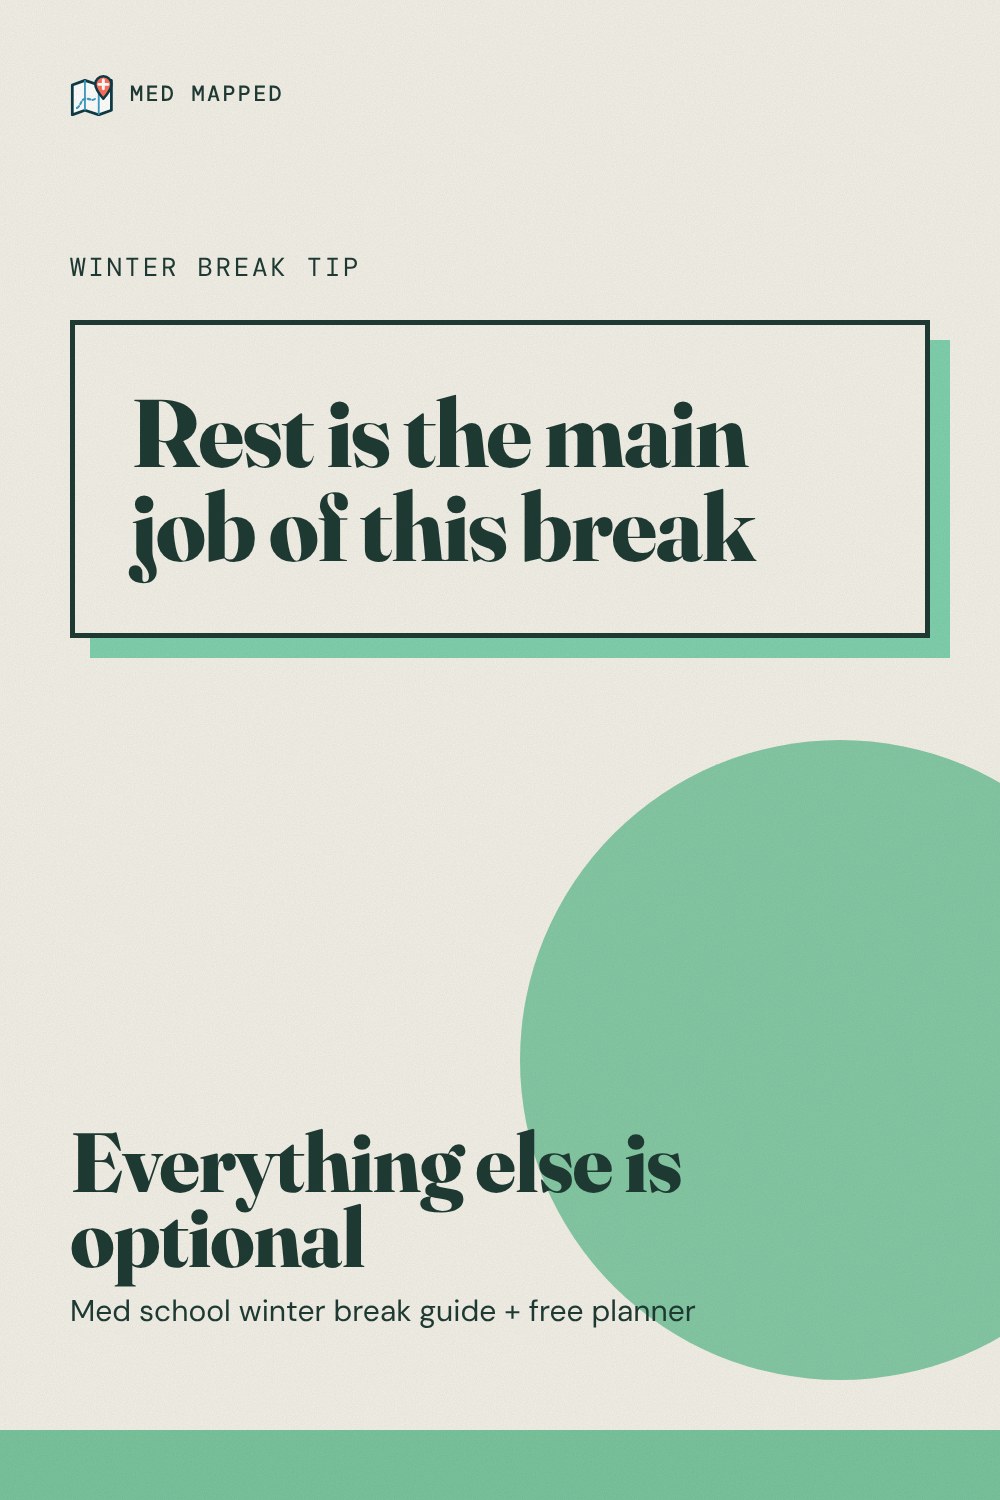 MED MAPPED
WINTER BREAK TIP
Rest is the main
job of this break
Everything else is
optional
Med school winter break guide + free planner